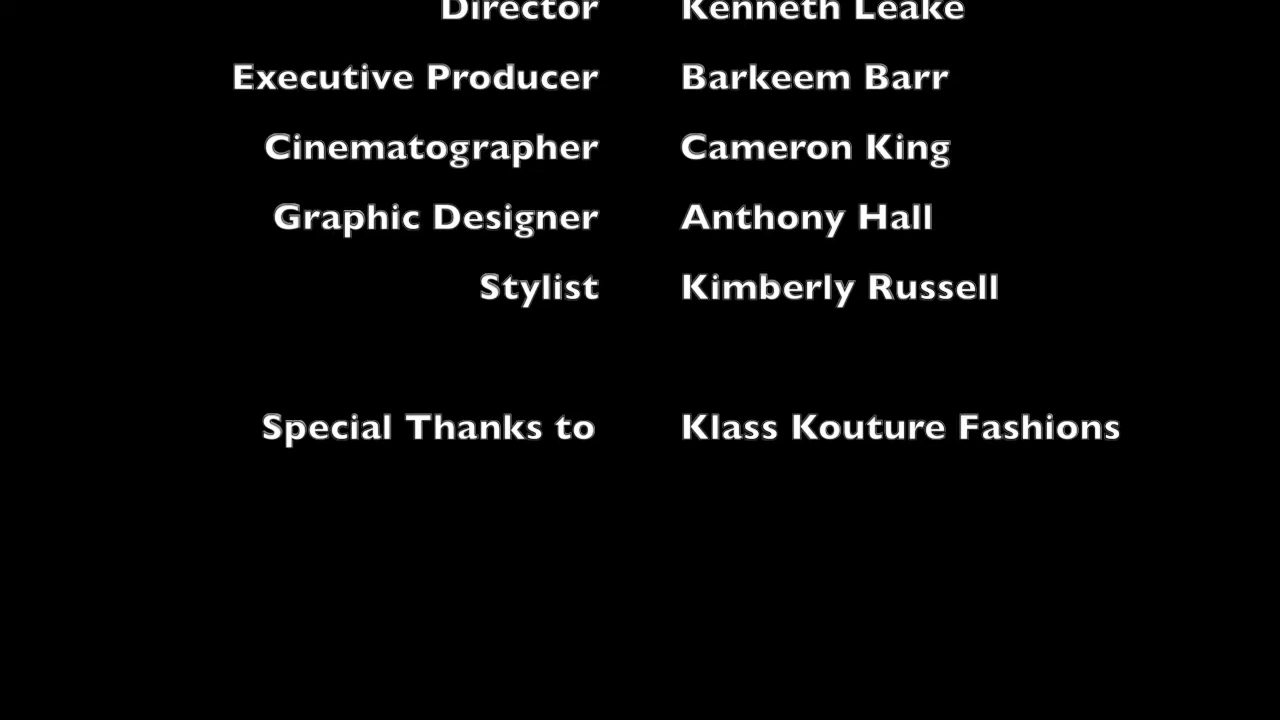 Director Kenneth Leake
Executive Producer Barkeem Barr
Cinematographer Cameron King
Graphic Designer Anthony Hall
Stylist Kimberly Russell
Special Thanks to Klass Kouture Fashions